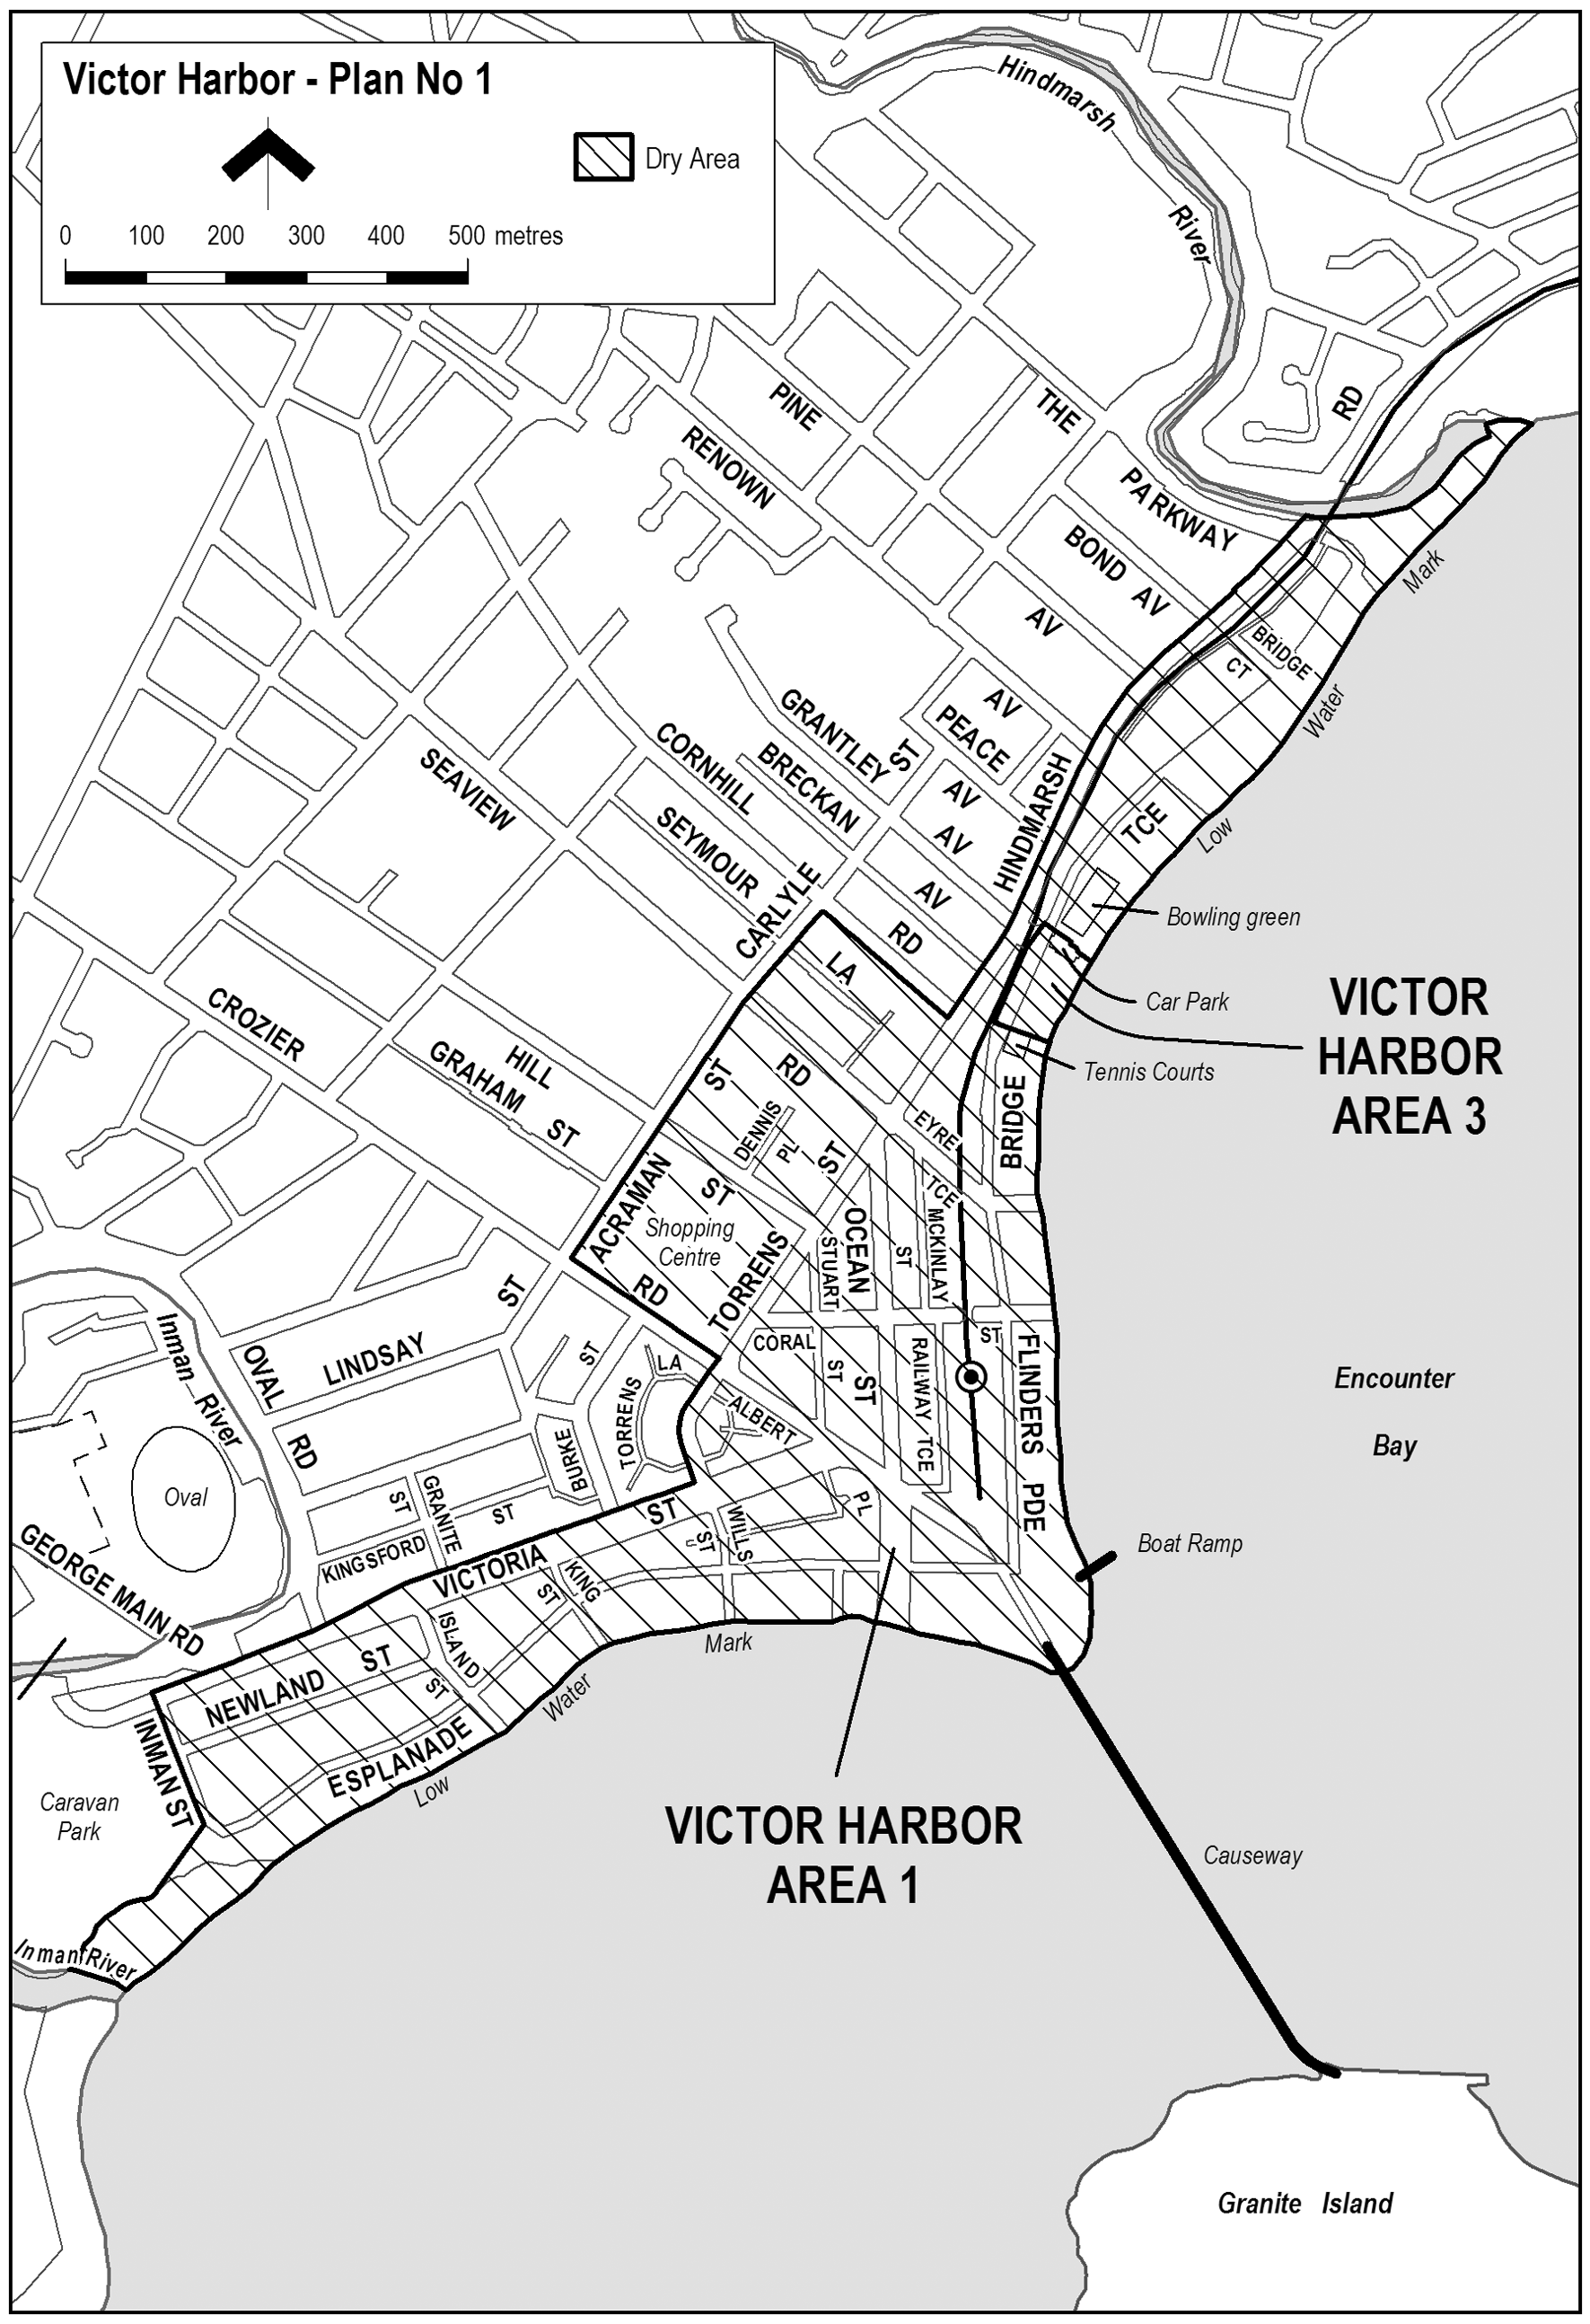 Victor Harbor - Plan No 1
Dry Area
0 100 200 300 400 500 metres
Hindmarsh
River
RD
PINE
THE
RENOWN
PARKWAY
BOND AV
AV
Mark
BRIDGE
CT
Water
AV
PEACE
GRANTLEY
ST
CORNHILL
BRECKAN
SEAVIEW
HINDMARSH
AV
AV
TCE
Low
SEYMOUR
CARLYLE
AV
RD
LA
Bowling green
Car Park
VICTOR
HARBOR
AREA 3
Tennis Courts
CROZIER
HILL
GRAHAM
ST
ST
RD
DENNIS
PL
ST
EYRE
TCE
BRIDGE
ACRAMAN
ST
Shopping
Centre
RD
TORRENS
OCEAN
STUART
ST
MCKINLAY
ST
CORAL
ST
ST
RAILWAY TCE
ST
FLINDERS PDE
Inman River
OVAL
RD
LINDSAY
ST
LA
TORRENS
ALBERT
BURKE
Encounter
Bay
Oval
ST
GRANITE
ST
KINGSFORD
VICTORIA
ST
ST
WILLS
PL
KING
ST
Boat Ramp
GEORGE MAIN RD
NEWLAND
ST
ISLAND
ST
Mark
Water
INMAN ST
ESPLANADE
Low
Caravan
Park
VICTOR HARBOR
AREA 1
Causeway
Inman River
Granite Island